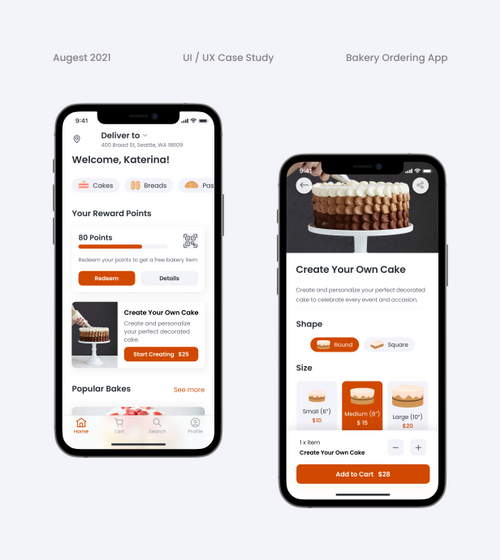 Augest 2021
UI / UX Case Study
Bakery Ordering App
9:41
Deliver to
400 Broad St, Seattle, WA 98109
Welcome, Katerina!
Cakes
Breads
Pas
Your Reward Points
80 Points
Redeem your points to get a free bakery item
Redeem
Details
Create Your Own Cake
Create and personalize
your perfect decorated
cake.
Start Creating $25
Popular Bakes
See more
Home
Cart
Search
Profile
9:41
Create Your Own Cake
Create and personalize your perfect decorated
cake to celebrate every event and occasion.
Shape
Round
Square
Size
Small (6")
$10
Medium (8")
$ 15
Large (10")
$20
1 x item
Create Your Own Cake
Add to Cart $28